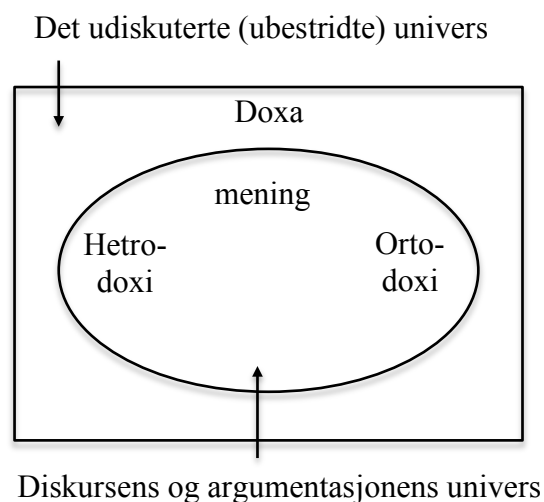 Det udiskuterte (ubestridte) univers
Doxa
mening
Hetro-
doxi
Orto-
doxi
Diskursens og argumentasjonens univers